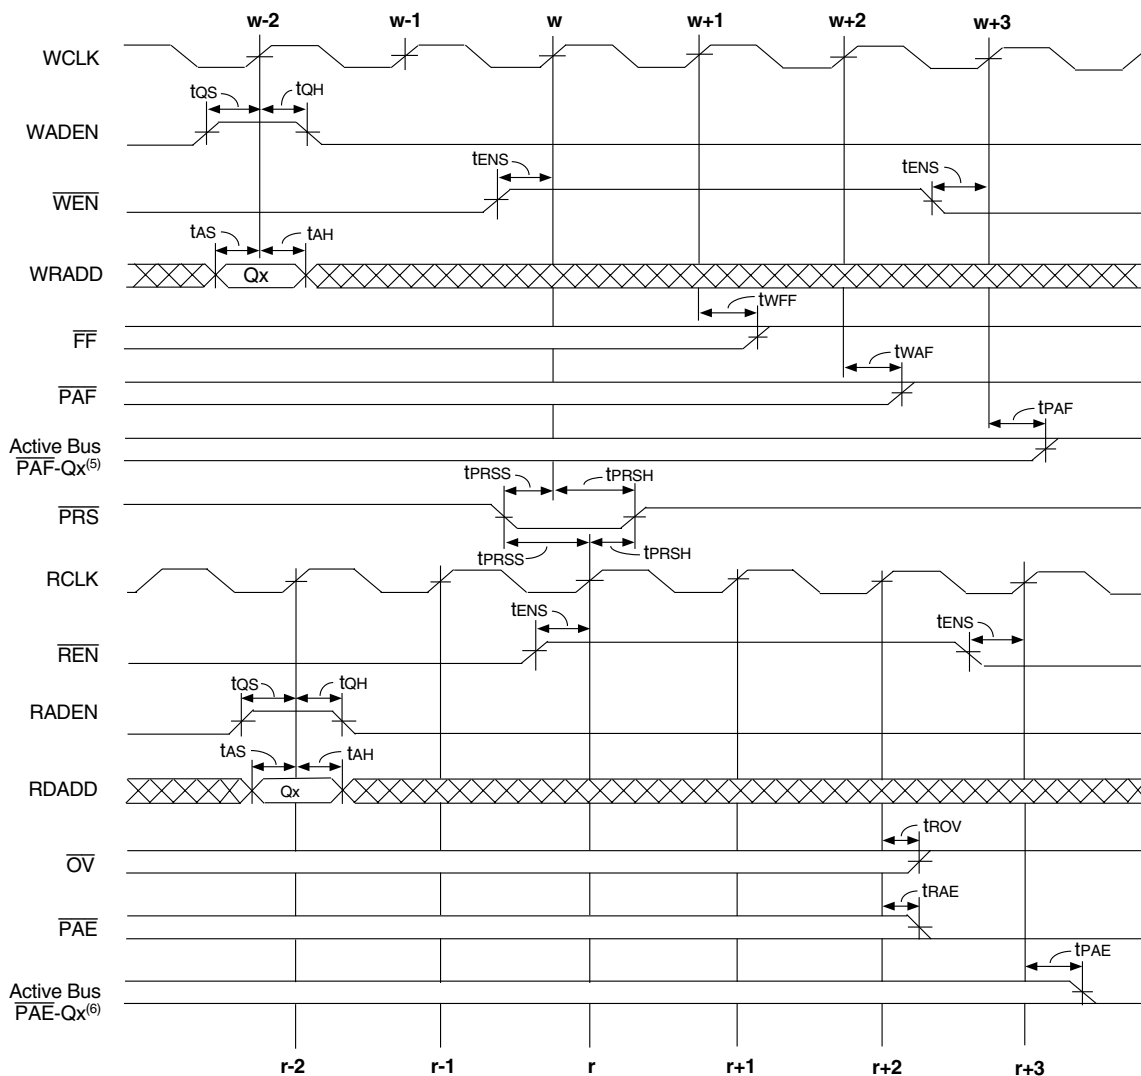 w-2 w-1 w w+1 w+2 w+3
WCLK
tQS tQH
WADEN
tENS tENS
WEN
tAS tAH
WRADD Qx
tWFF
FF
tWAF
PAF
tPAF
Active Bus
PAF-Qx(5)
tPRSS tPRSH
PRS
tPRSS tPRSH
RCLK
tENS tENS
REN
tQS tQH
RADEN
tAS tAH
RDADD Qx
tROV
OV
tRAE
PAE
tPAE
Active Bus
PAE-Qx(6)
r-2 r-1 r r+1 r+2 r+3